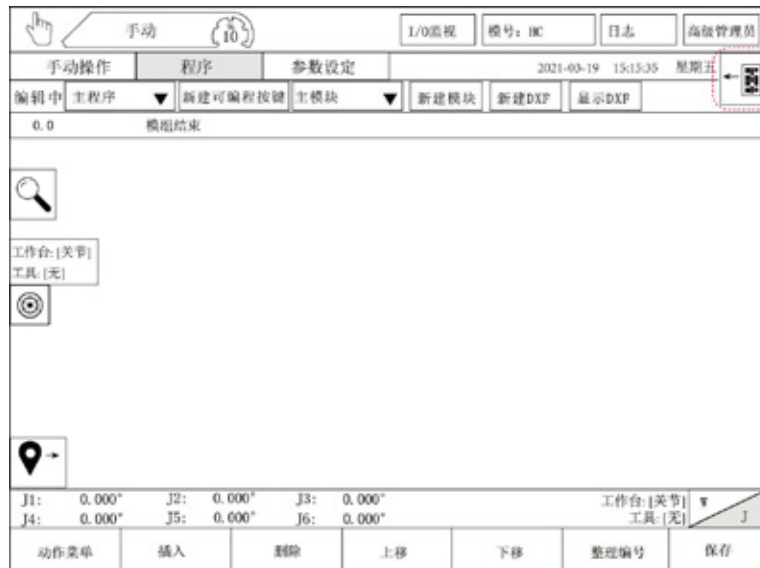 手动 10 I/O监视 模号: HC 日志 高级管理员
手动操作 程序 参数设定 2021-03-19 15:15:35 星期五
编辑中 主程序 新建可编程按键 主模块 新建模块 新建DXF 显示DXF
0.0 模组结束
工作台:[关节]
工具:[无]
J1: 0.000° J2: 0.000° J3: 0.000° 工作台:[关节] W
J4: 0.000° J5: 0.000° J6: 0.000° 工具:[无] J
动作菜单 插入 删除 上移 下移 整理编号 保存